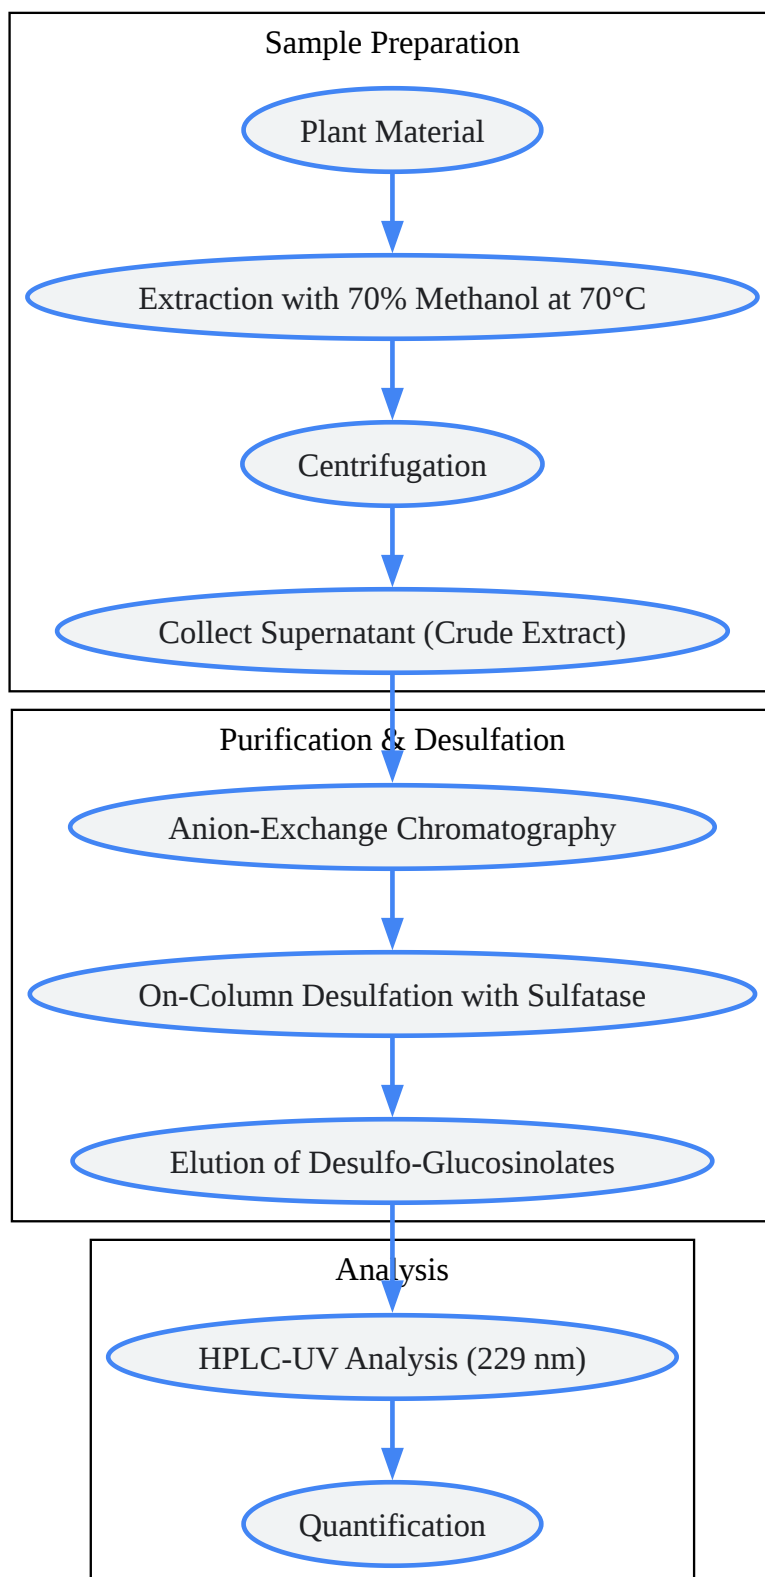 Sample Preparation
Plant Material
Extraction with 70% Methanol at 70°C
Centrifugation
Collect Supernatant (Crude Extract)
Purification & Desulfation
Anion-Exchange Chromatography
On-Column Desulfation with Sulfatase
Elution of Desulfo-Glucosinolates
Analysis
HPLC-UV Analysis (229 nm)
Quantification